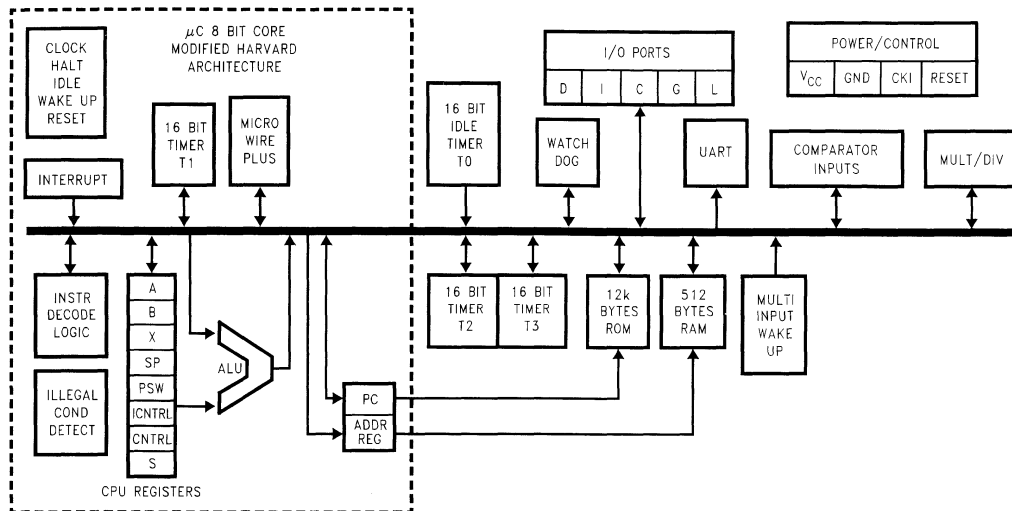 μC 8 BIT CORE
MODIFIED HARVARD
ARCHITECTURE
CLOCK
HALT
IDLE
WAKE UP
RESET
INTERRUPT
16 BIT
TIMER
T1
MICRO
WIRE
PLUS
16 BIT
IDLE
TIMER
T0
WATCH
DOG
I/O PORTS
D I C G L
UART
POWER/CONTROL
VCC GND CKI RESET
COMPARATOR
INPUTS
MULT/DIV
INSTR
DECODE
LOGIC
ILLEGAL
COND
DETECT
A
B
X
SP
PSW
ICNTRL
CNTRL
S
CPU REGISTERS
ALU
PC
ADDR
REG
16 BIT
TIMER
T2
16 BIT
TIMER
T3
12k
BYTES
ROM
512
BYTES
RAM
MULTI
INPUT
WAKE
UP